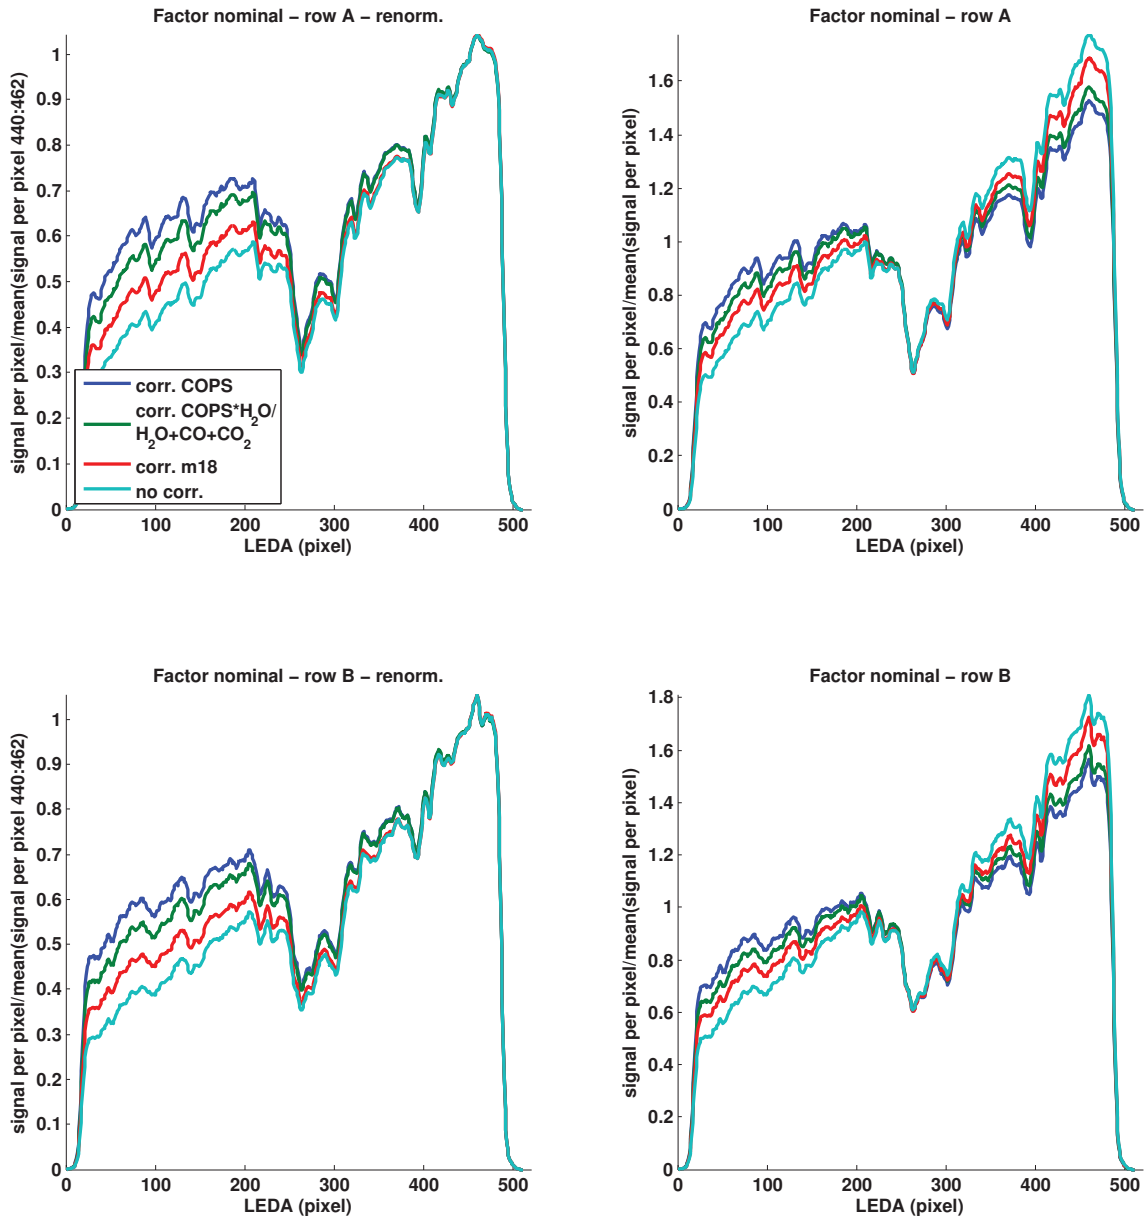 Factor nominal − row A − renorm.
signal per pixel/mean(signal per pixel 440:462)
1
0.9
0.8
0.7
0.6
0.5
0.4
0.3
0.2
0.1
0
corr. COPS
corr. COPS*H2O/
H2O+CO+CO2
corr. m18
no corr.
0 100 200 300 400 500
LEDA (pixel)
Factor nominal − row A
signal per pixel/mean(signal per pixel)
1.6
1.4
1.2
1
0.8
0.6
0.4
0.2
0
0 100 200 300 400 500
LEDA (pixel)
Factor nominal − row B − renorm.
signal per pixel/mean(signal per pixel 440:462)
1
0.9
0.8
0.7
0.6
0.5
0.4
0.3
0.2
0.1
0
0 100 200 300 400 500
LEDA (pixel)
Factor nominal − row B
signal per pixel/mean(signal per pixel)
1.8
1.6
1.4
1.2
1
0.8
0.6
0.4
0.2
0
0 100 200 300 400 500
LEDA (pixel)